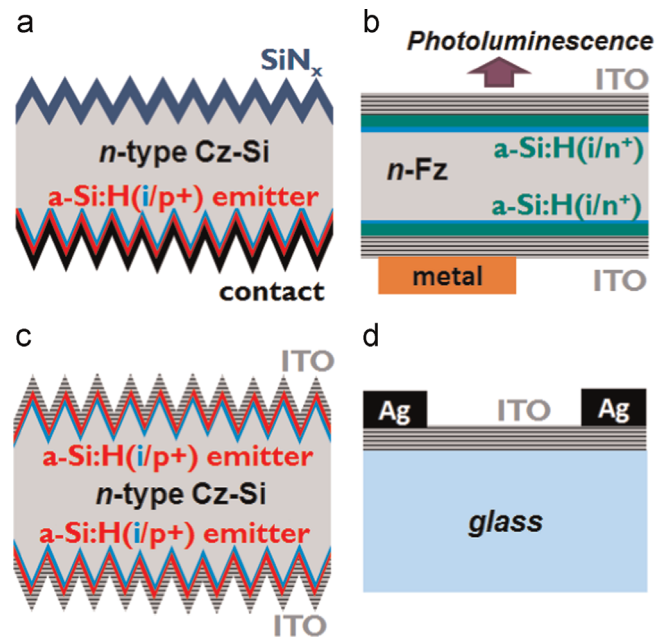 a
SiNx
n-type Cz-Si
a-Si:H(i/p+) emitter
contact
b
Photoluminescence
ITO
a-Si:H(i/n+)
n-Fz
a-Si:H(i/n+)
metal
ITO
c
ITO
a-Si:H(i/p+) emitter
n-type Cz-Si
a-Si:H(i/p+) emitter
ITO
d
Ag ITO Ag
glass